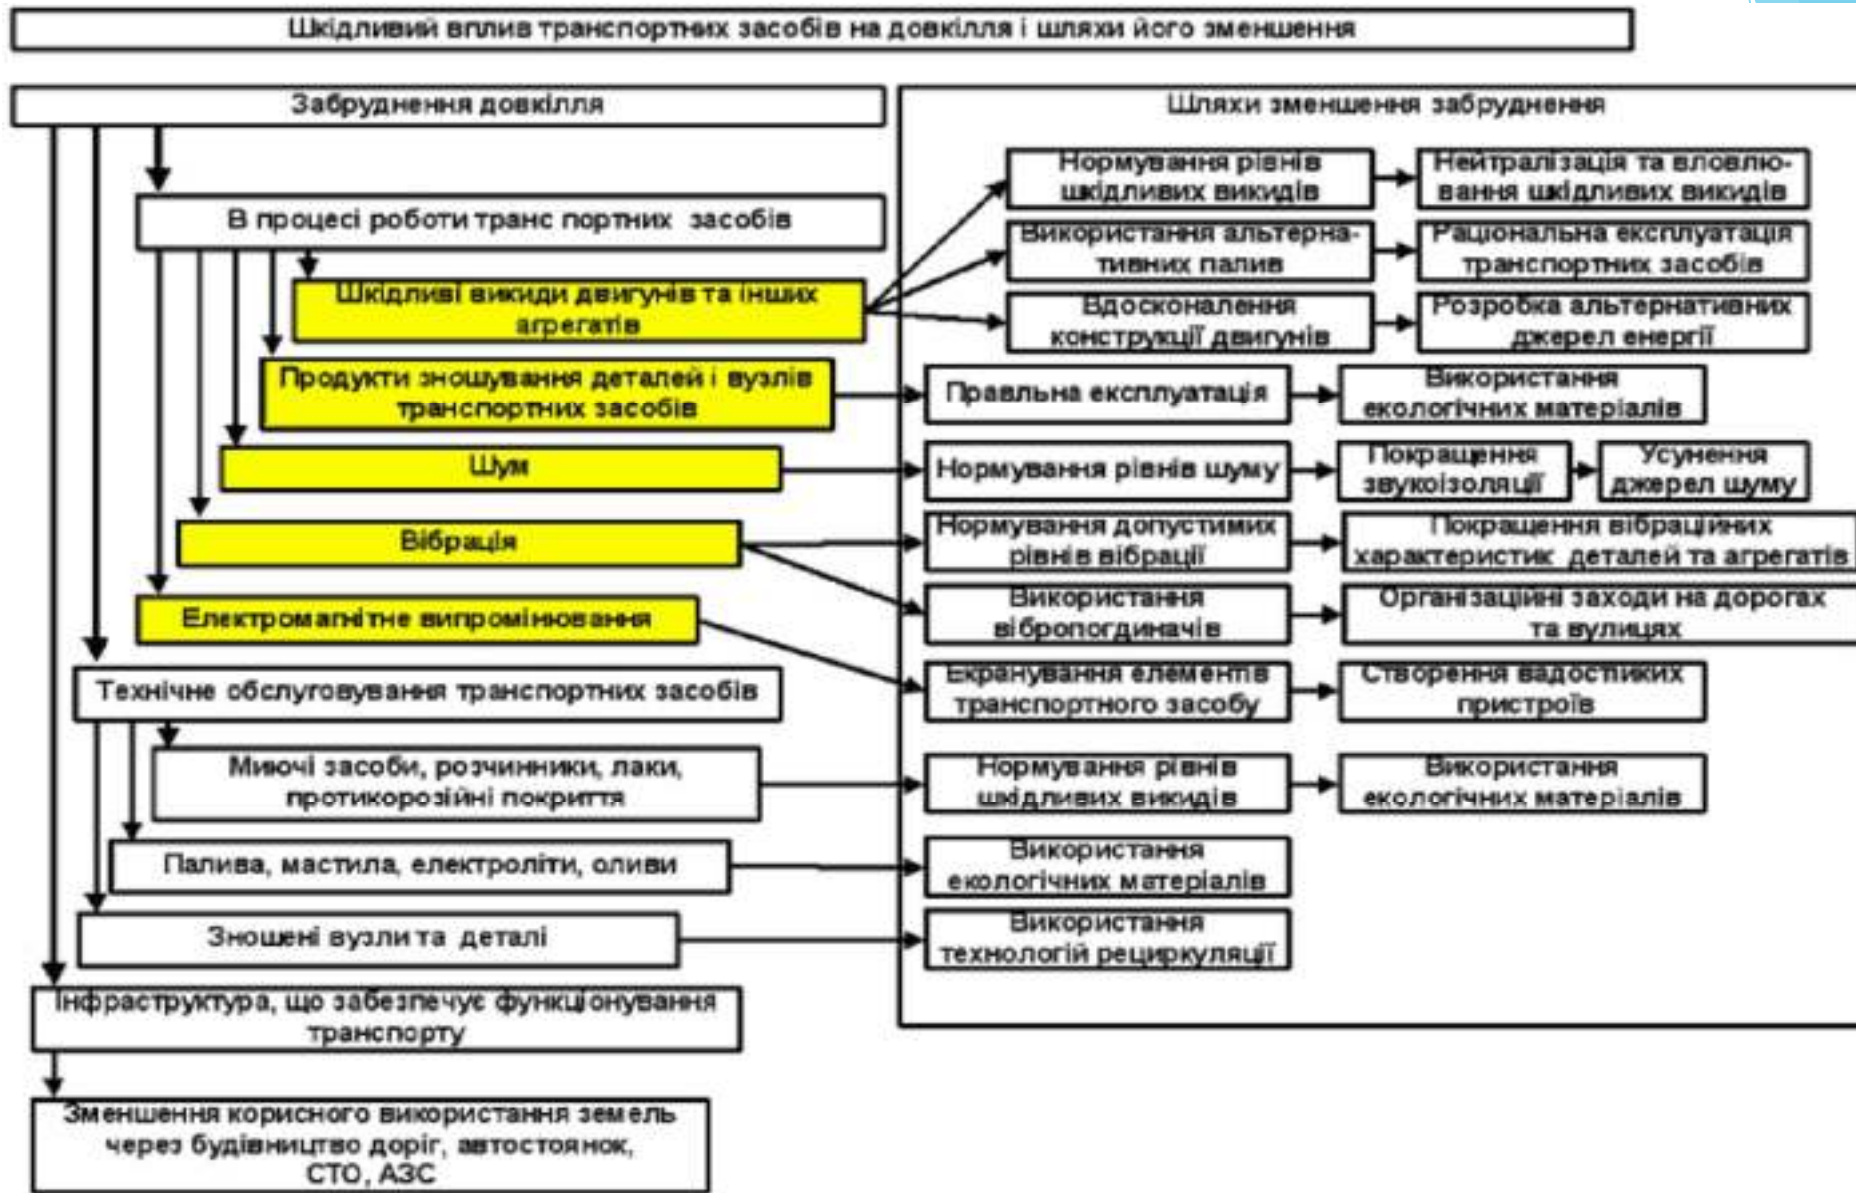 Шкідливий вплив транспортних засобів на довкілля і шляхи його зменшення
Забруднення довкілля
Шляхи зменшення забруднення
В процесі роботи транс портних засобів
Шкідливі викиди двигунів та інших
агрегатів
Нормування рівнів
шкідливих викидів
Нейтралізація та вловлю-
вання шкідливих викидів
Використання альтерна-
тивних палив
Раціональна експлуатація
транспортних засобів
Вдосконалення
конструкції двигунів
Розробка альтернативних
джерел енергії
Продукти зношування деталей і вузлів
транспортних засобів
Правльна експлуатація
Використання
екологічних матеріалів
Шум
Нормування рівнів шуму
Покращення
звукоізоляції
Усунення
джерел шуму
Вібрація
Нормування допустимих
рівнів вібрації
Покращення вібраційних
характеристик деталей та агрегатів
Використання
вібропогдиначів
Організаційні заходи на дорогах
та вулицях
Електромагнітне випромінювання
Екранування елементів
транспортного засобу
Створення вадостиких
пристроїв
Технічне обслуговування транспортних засобів
Миючі засоби, розчинники, лаки,
протикорозійні покриття
Нормування рівнів
шкідливих викидів
Використання
екологічних матеріалів
Палива, мастила, електроліти, оливи
Використання
екологічних матеріалів
Зношені вузли та деталі
Використання
технологій рециркуляції
Інфраструктура, що забезпечує функціонування
транспорту
Зменшення корисного використання земель
через будівництво доріг, автостоянок,
СТО, АЗС